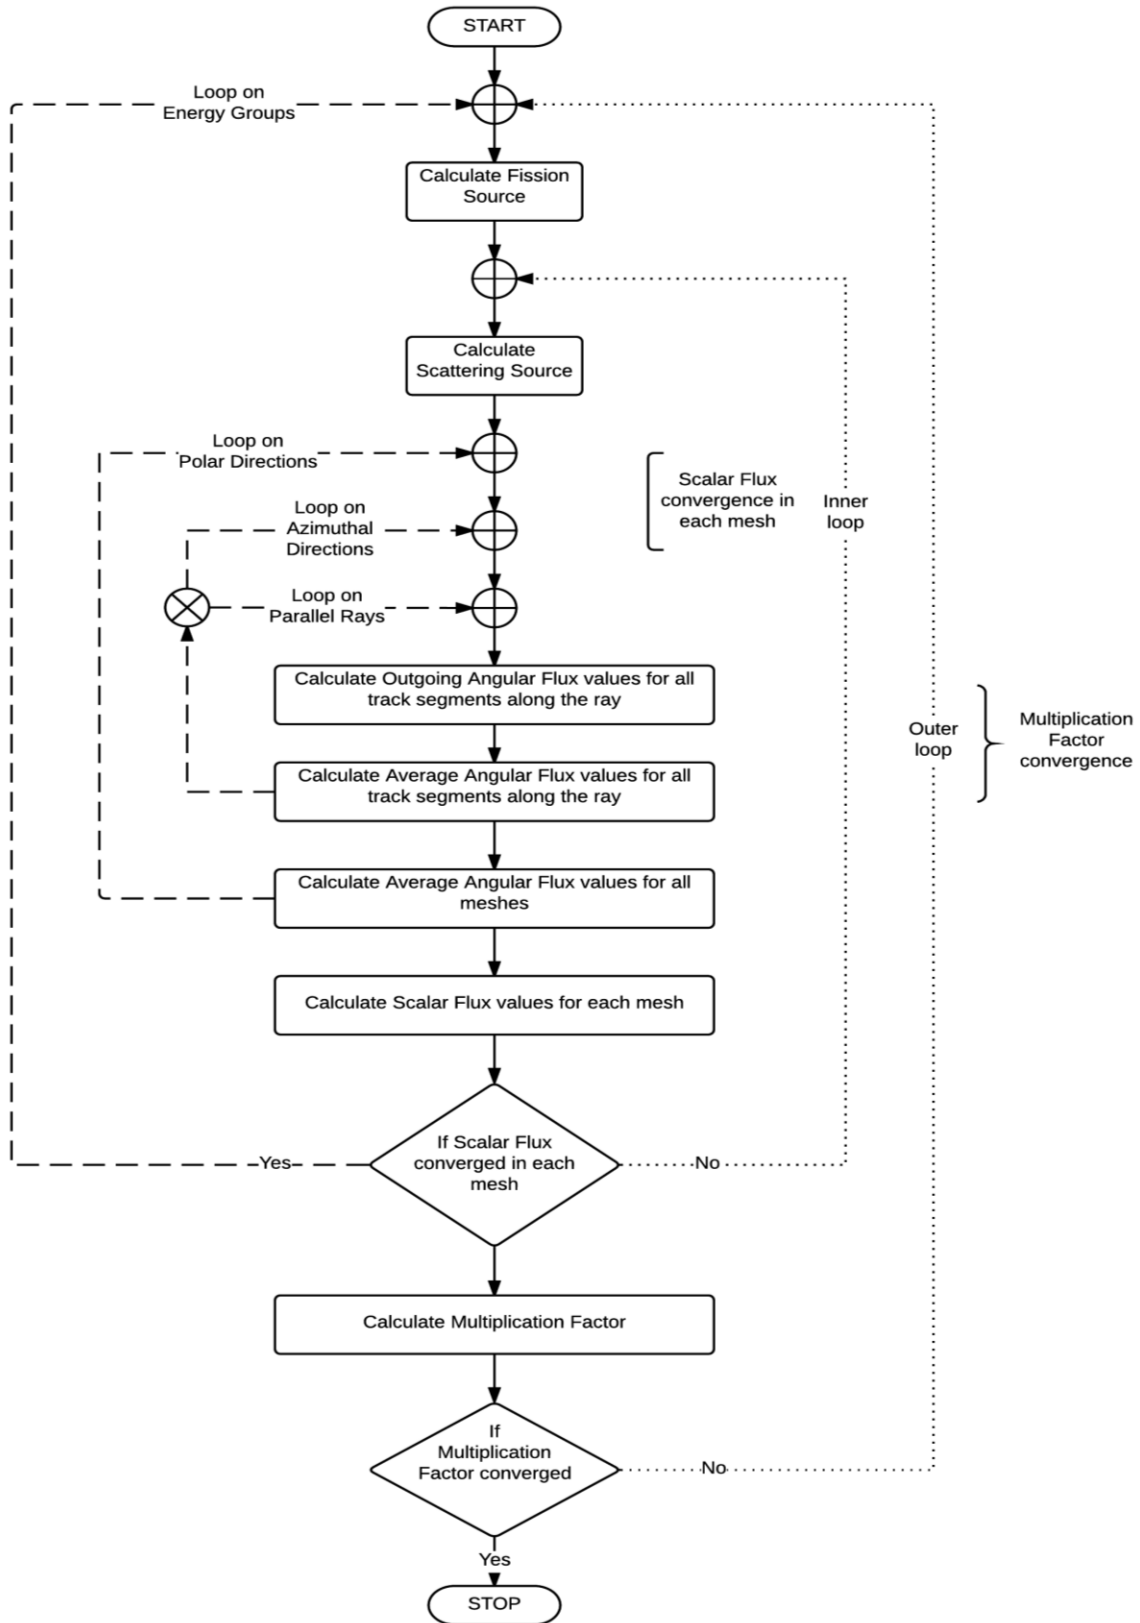 START
Loop on
Energy Groups
Calculate Fission
Source
Calculate
Scattering Source
Loop on
Polar Directions
Loop on
Azimuthal
Directions
Scalar Flux
convergence in
each mesh
Inner
loop
Loop on
Parallel Rays
Calculate Outgoing Angular Flux values for all
track segments along the ray
Outer
loop
Multiplication
Factor
convergence
Calculate Average Angular Flux values for all
track segments along the ray
Calculate Average Angular Flux values for all
meshes
Calculate Scalar Flux values for each mesh
If Scalar Flux
converged in each
mesh
Yes
No
Calculate Multiplication Factor
If
Multiplication
Factor converged
No
Yes
STOP